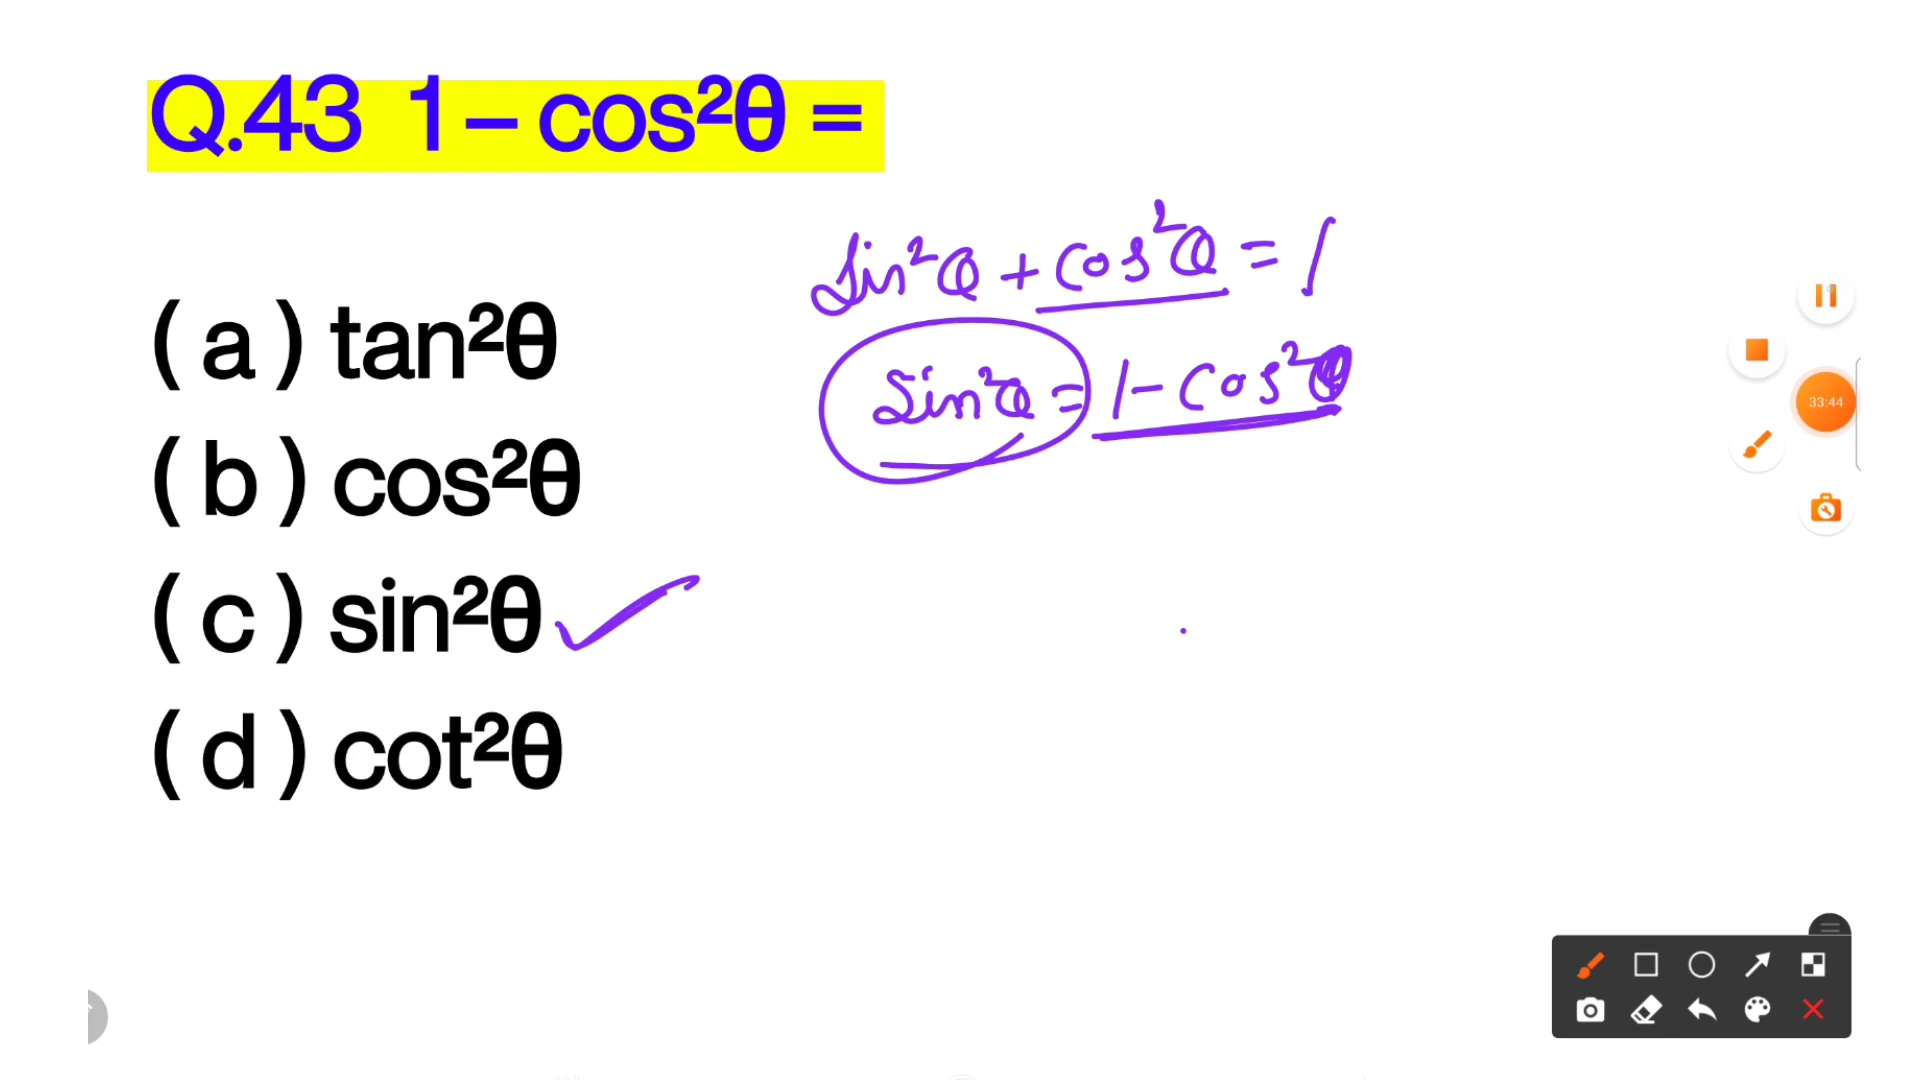 Q.43 1– cos²θ =
sin²θ + cos²θ = 1
sin²θ = 1 - cos²θ
(a) tan²θ
(b) cos²θ
(c) sin²θ
(d) cot²θ
33:44